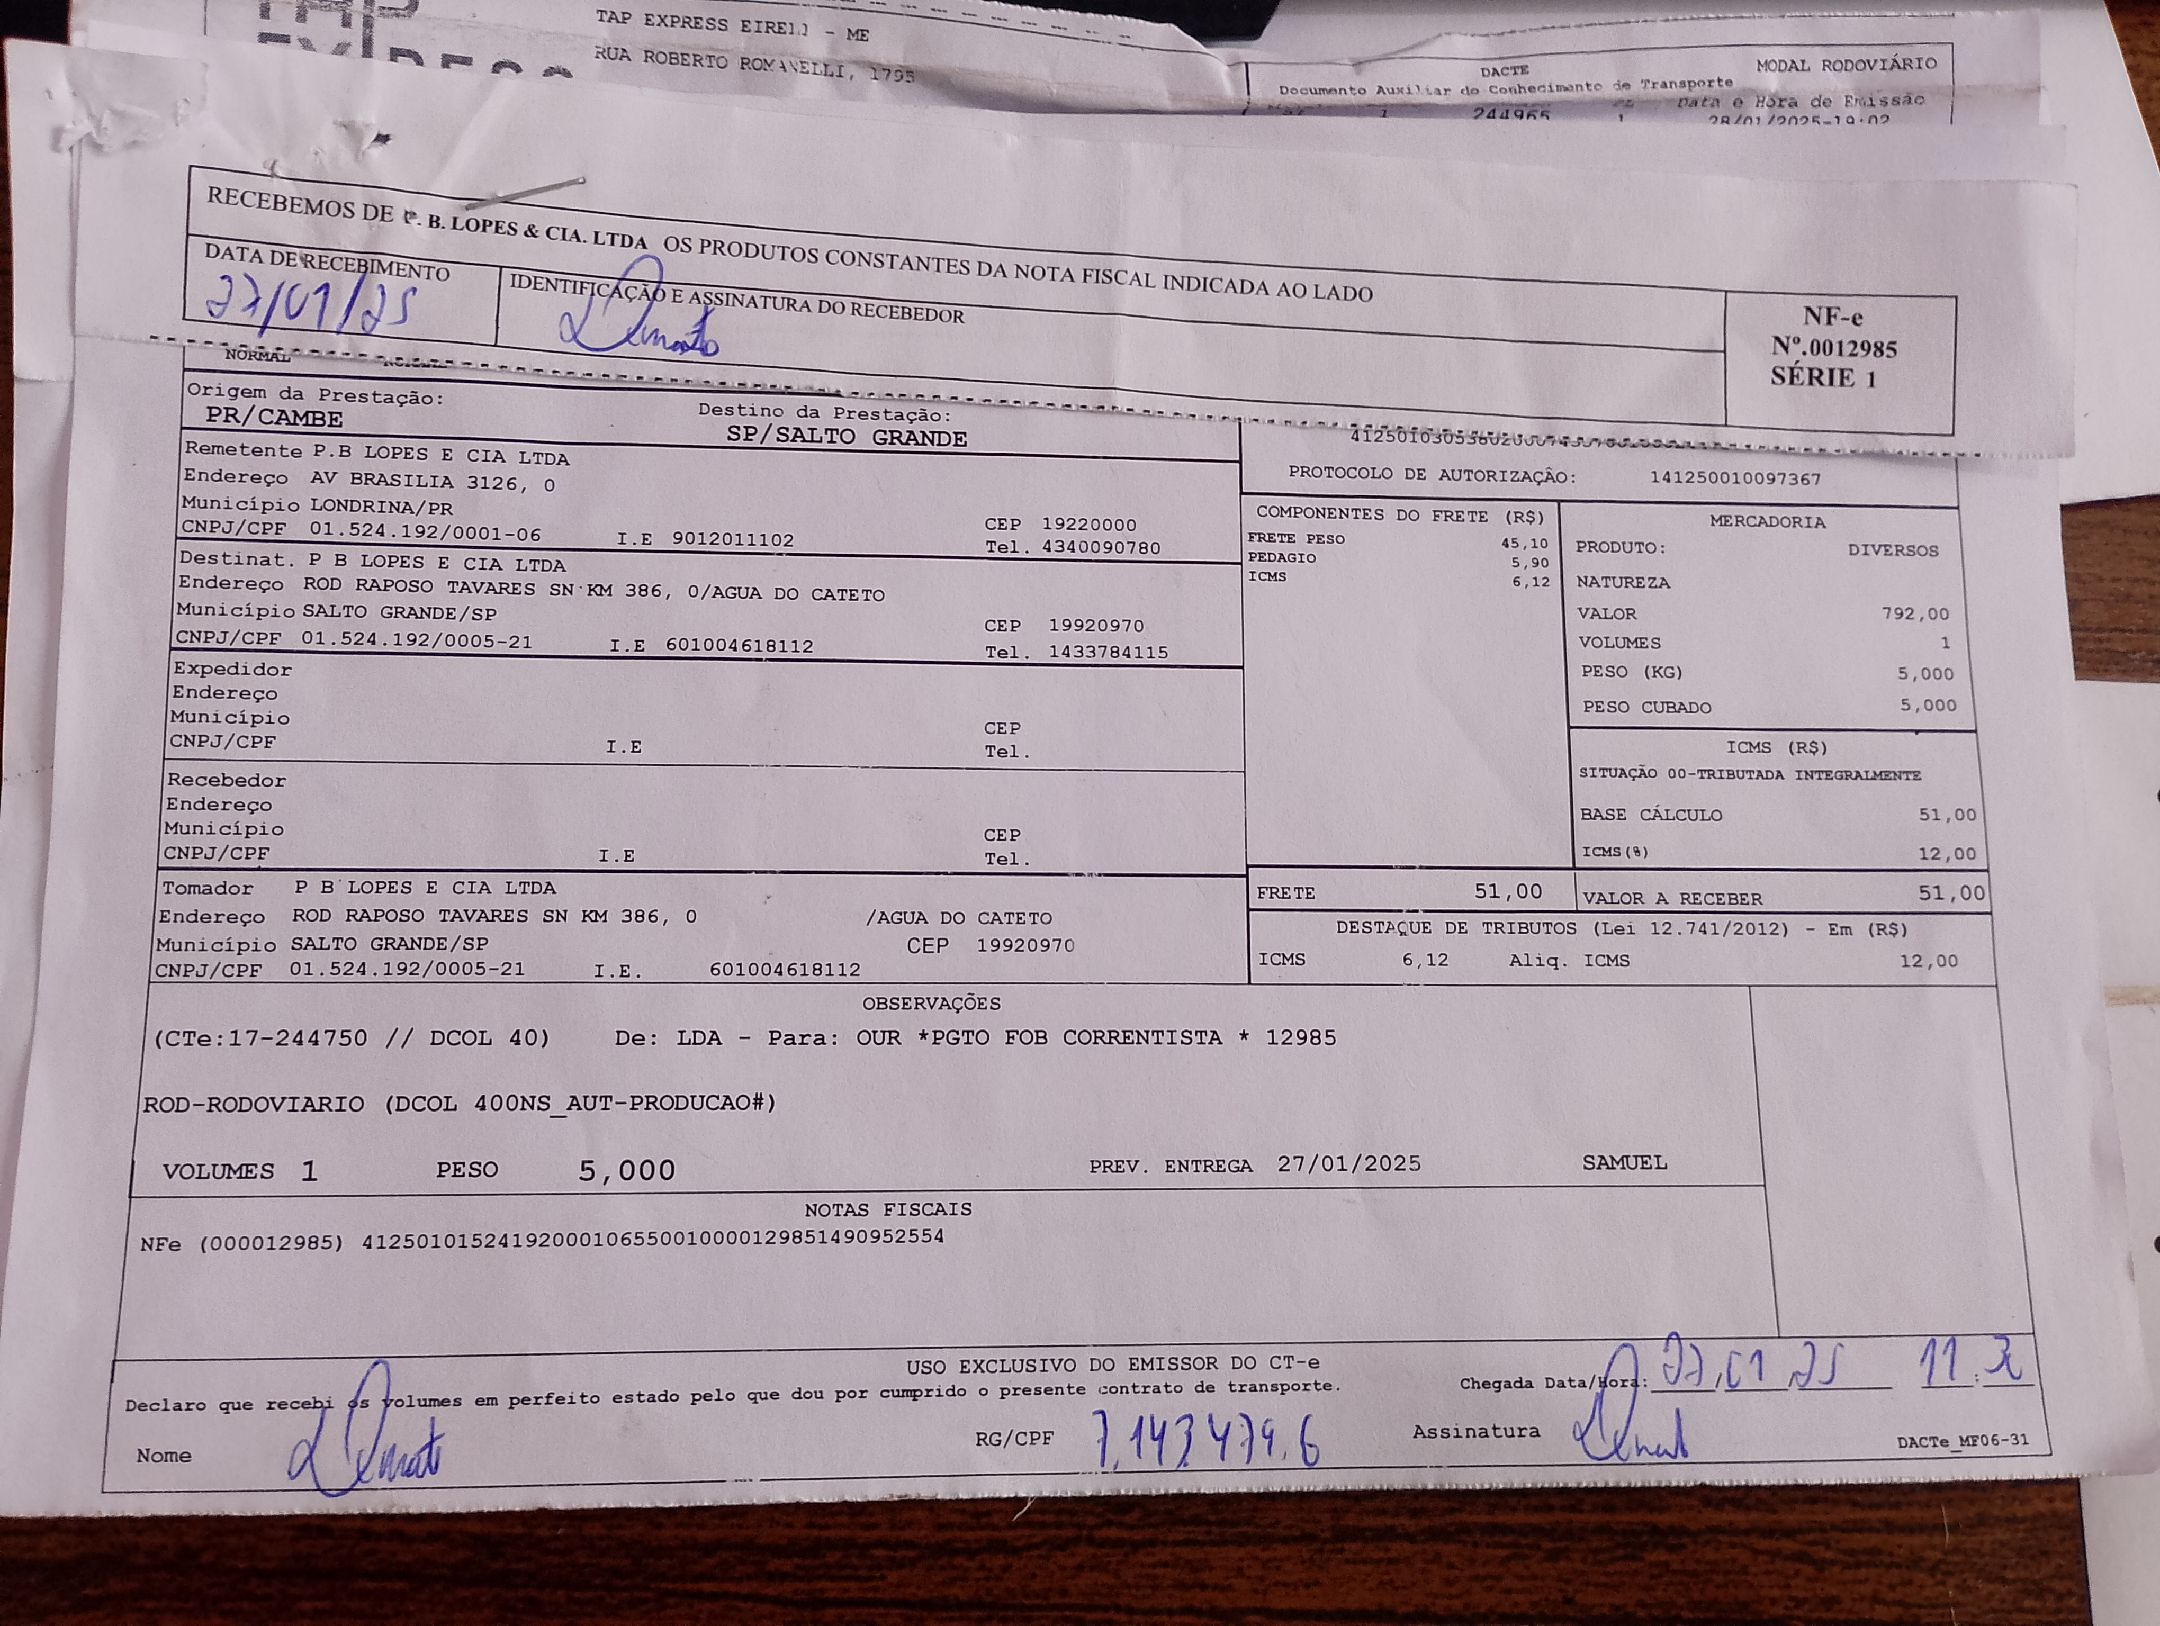 TAP EXPRESS EIRELI - ME
RUA ROBERTO ROMANELLI, 1795
DACTE
MODAL RODOVIÁRIO
Documento Auxiliar do Conhecimento de Transporte
1 244965 1
Data e Hora de Emissão
28/01/2025-19:02
RECEBEMOS DE P. B. LOPES & CIA. LTDA OS PRODUTOS CONSTANTES DA NOTA FISCAL INDICADA AO LADO
DATA DE RECEBIMENTO
27/01/25
IDENTIFICAÇÃO E ASSINATURA DO RECEBEDOR
NF-e
Nº.0012985
SÉRIE 1
NORMAL
Origem da Prestação:
PR/CAMBE
Destino da Prestação:
SP/SALTO GRANDE
Remetente P.B LOPES E CIA LTDA
Endereço AV BRASILIA 3126, 0
Município LONDRINA/PR
CEP 19220000
CNPJ/CPF 01.524.192/0001-06 I.E 9012011102 Tel. 4340090780
Destinat. P B LOPES E CIA LTDA
Endereço ROD RAPOSO TAVARES SN KM 386, 0/AGUA DO CATETO
Município SALTO GRANDE/SP CEP 19920970
CNPJ/CPF 01.524.192/0005-21 I.E 601004618112 Tel. 1433784115
Expedidor
Endereço
Município CEP
CNPJ/CPF I.E Tel.
Recebedor
Endereço
Município CEP
CNPJ/CPF I.E Tel.
Tomador P B LOPES E CIA LTDA
Endereço ROD RAPOSO TAVARES SN KM 386, 0 /AGUA DO CATETO
Município SALTO GRANDE/SP CEP 19920970
CNPJ/CPF 01.524.192/0005-21 I.E. 601004618112
PROTOCOLO DE AUTORIZAÇÃO: 141250010097367
COMPONENTES DO FRETE (R$)
FRETE PESO 45,10
PEDAGIO 5,90
ICMS 6,12
MERCADORIA
PRODUTO: DIVERSOS
NATUREZA
VALOR 792,00
VOLUMES 1
PESO (KG) 5,000
PESO CUBADO 5,000
ICMS (R$)
SITUAÇÃO 00-TRIBUTADA INTEGRALMENTE
BASE CÁLCULO 51,00
ICMS(%) 12,00
FRETE 51,00
VALOR A RECEBER 51,00
DESTAQUE DE TRIBUTOS (Lei 12.741/2012) - Em (R$)
ICMS 6,12 Aliq. ICMS 12,00
OBSERVAÇÕES
(CTe:17-244750 // DCOL 40) De: LDA - Para: OUR *PGTO FOB CORRENTISTA * 12985
ROD-RODOVIARIO (DCOL 400NS_AUT-PRODUCAO#)
VOLUMES 1 PESO 5,000 PREV. ENTREGA 27/01/2025 SAMUEL
NOTAS FISCAIS
NFe (000012985) 41250101524192000106550010000129851490952554
USO EXCLUSIVO DO EMISSOR DO CT-e
Declaro que recebi os volumes em perfeito estado pelo que dou por cumprido o presente contrato de transporte.
Chegada Data/Hora: 27,01 25
Nome
RG/CPF 7,143,479.6
Assinatura
DACTe_MF06-31